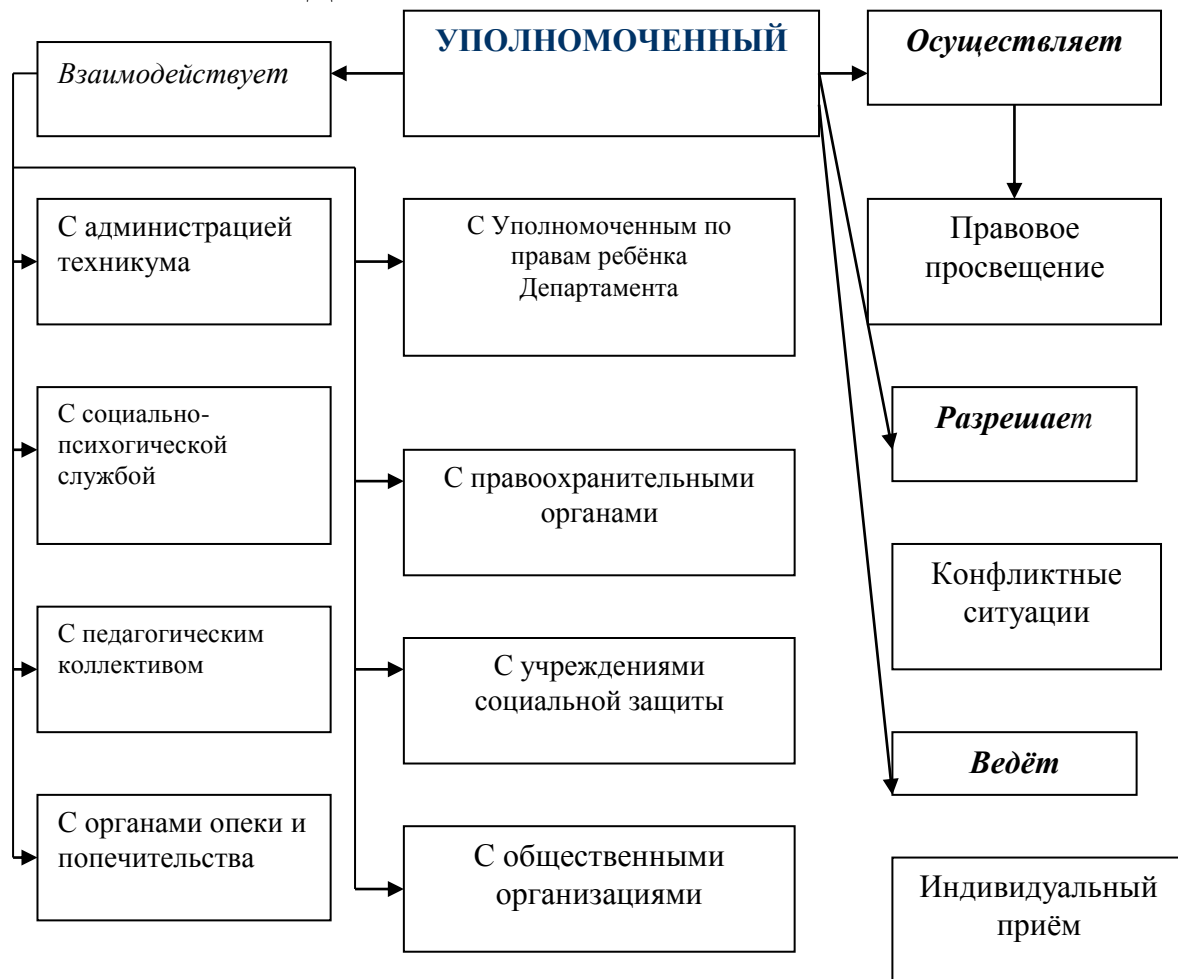 УПОЛНОМОЧЕННЫЙ
Осуществляет
Взаимодействует
С администрацией
техникума
С Уполномоченным по
правам ребёнка
Департамента
Правовое
просвещение
С социально-
психогической
службой
Разрешает
С правоохранительными
органами
Конфликтные
ситуации
С педагогическим
коллективом
С учреждениями
социальной защиты
Ведёт
С органами опеки и
попечительства
С общественными
организациями
Индивидуальный
приём